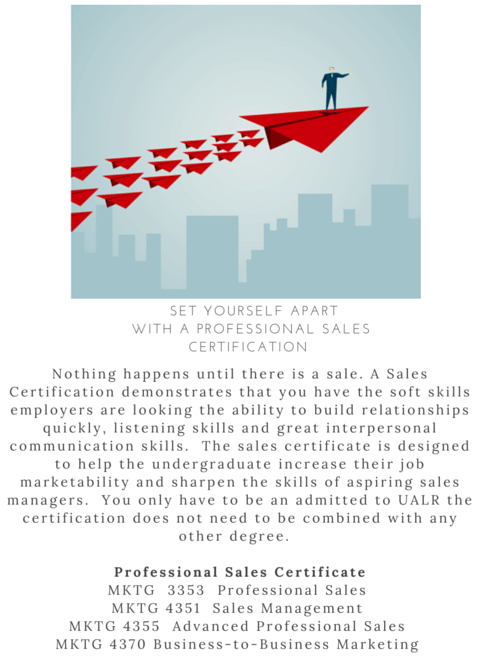 SET YOURSELF APART
WITH A PROFESSIONAL SALES
CERTIFICATION
Nothing happens until there is a sale. A Sales
Certification demonstrates that you have the soft skills
employers are looking the ability to build relationships
quickly, listening skills and great interpersonal
communication skills. The sales certificate is designed
to help the undergraduate increase their job
marketability and sharpen the skills of aspiring sales
managers. You only have to be an admitted to UALR the
certification does not need to be combined with any
other degree.
Professional Sales Certificate
MKTG 3353 Professional Sales
MKTG 4351 Sales Management
MKTG 4355 Advanced Professional Sales
MKTG 4370 Business-to-Business Marketing